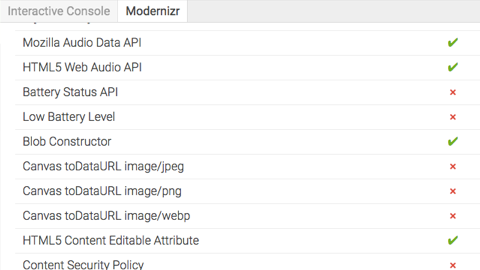 Interactive Console Modernizr
Mozilla Audio Data API ✔
HTML5 Web Audio API ✔
Battery Status API ×
Low Battery Level ×
Blob Constructor ✔
Canvas toDataURL image/jpeg ×
Canvas toDataURL image/png ×
Canvas toDataURL image/webp ×
HTML5 Content Editable Attribute ✔
Content Security Policy ×